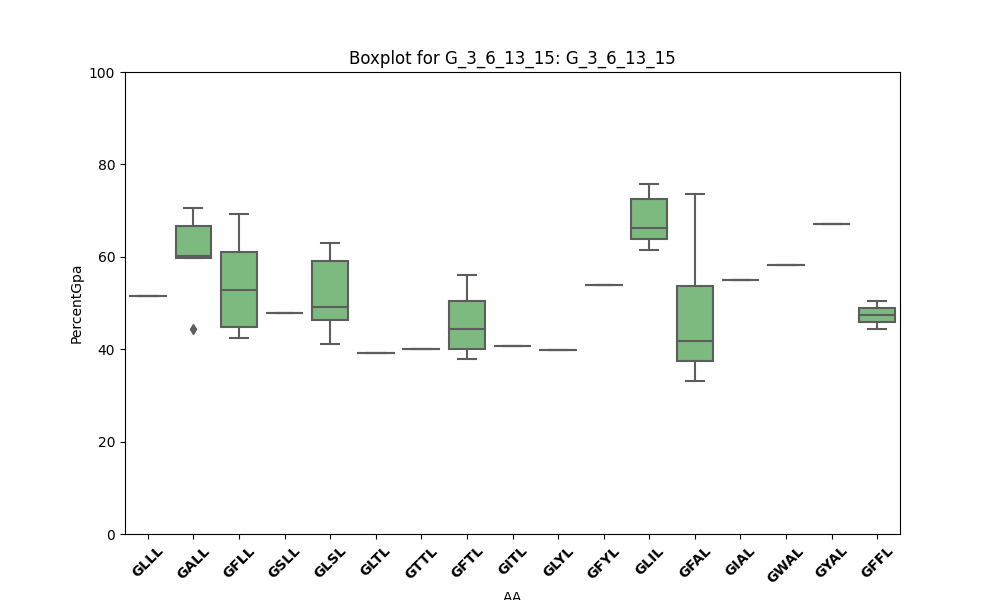 Boxplot for G_3_6_13_15: G_3_6_13_15
100
80
60
40
20
0
PercentGpa
GLLL GALL GFLL GSLL GLSL GLTL GTTL GFTL GITL GLYL GFYL GLIL GFAL GIAL GWAL GYAL GFFL
AA